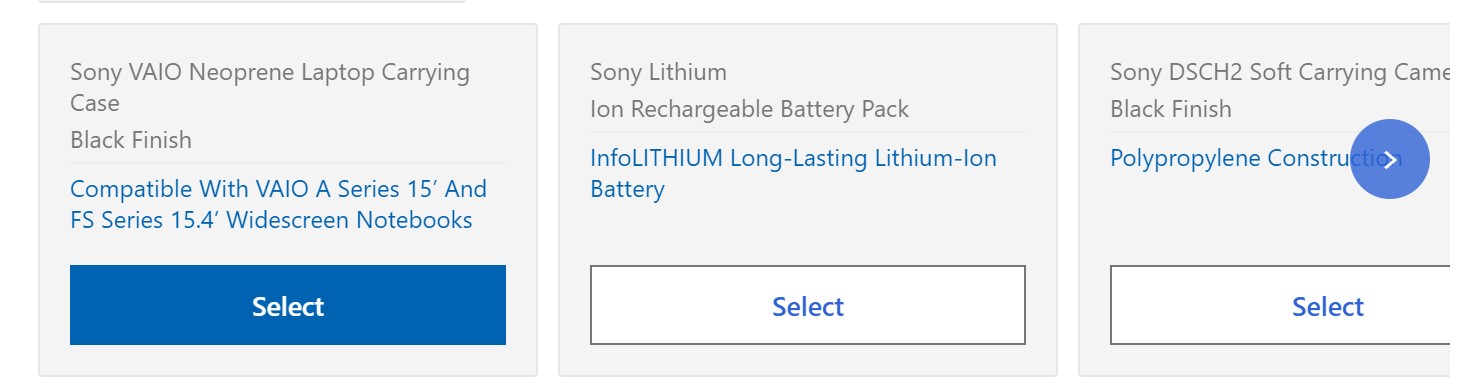 Sony VAIO Neoprene Laptop Carrying
Case
Black Finish
Compatible With VAIO A Series 15′ And
FS Series 15.4′ Widescreen Notebooks
Select
Sony Lithium
Ion Rechargeable Battery Pack
InfoLITHIUM Long-Lasting Lithium-Ion
Battery
Select
Sony DSCH2 Soft Carrying Came
Black Finish
Polypropylene Construction
Select